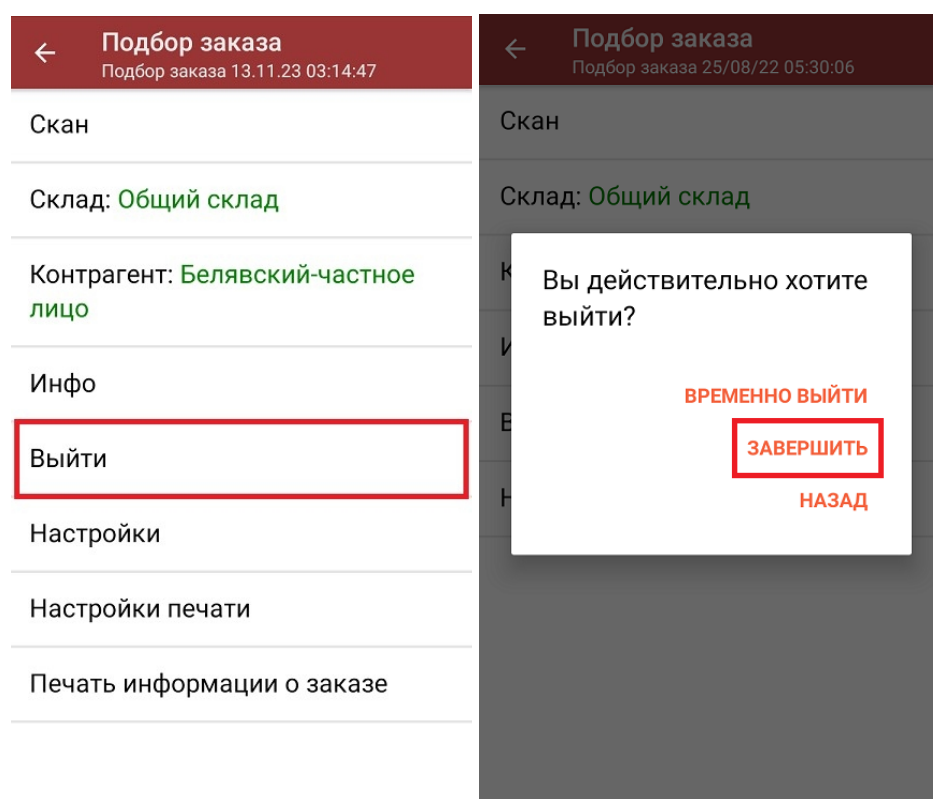 Подбор заказа
Подбор заказа 13.11.23 03:14:47
Скан
Склад: Общий склад
Контрагент: Белявский-частное
лицо
Инфо
Выйти
Настройки
Настройки печати
Печать информации о заказе
Подбор заказа
Подбор заказа 25/08/22 05:30:06
Скан
Склад: Общий склад
Вы действительно хотите
выйти?
ВРЕМЕННО ВЫЙТИ
ЗАВЕРШИТЬ
НАЗАД